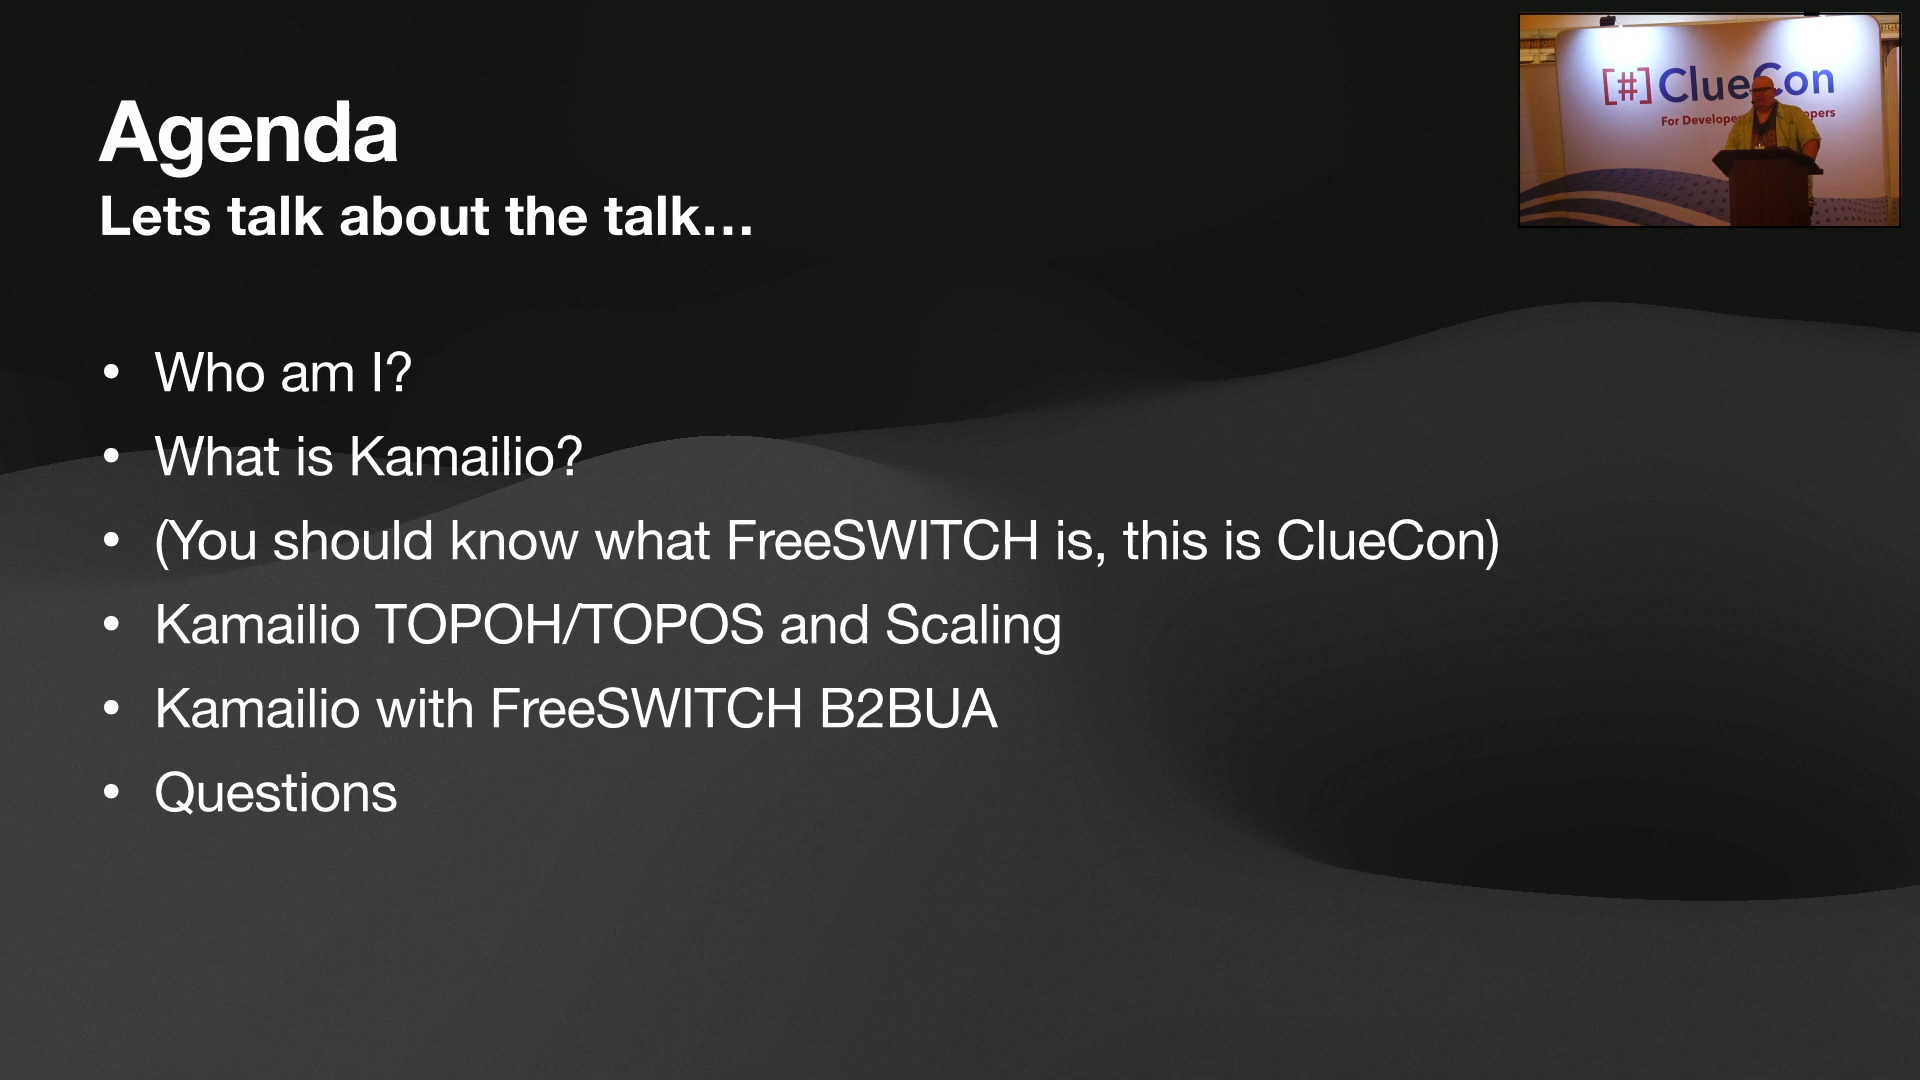 Agenda
Lets talk about the talk…
• Who am I?
• What is Kamailio?
• (You should know what FreeSWITCH is, this is ClueCon)
• Kamailio TOPOH/TOPOS and Scaling
• Kamailio with FreeSWITCH B2BUA
• Questions
[#] ClueCon
For